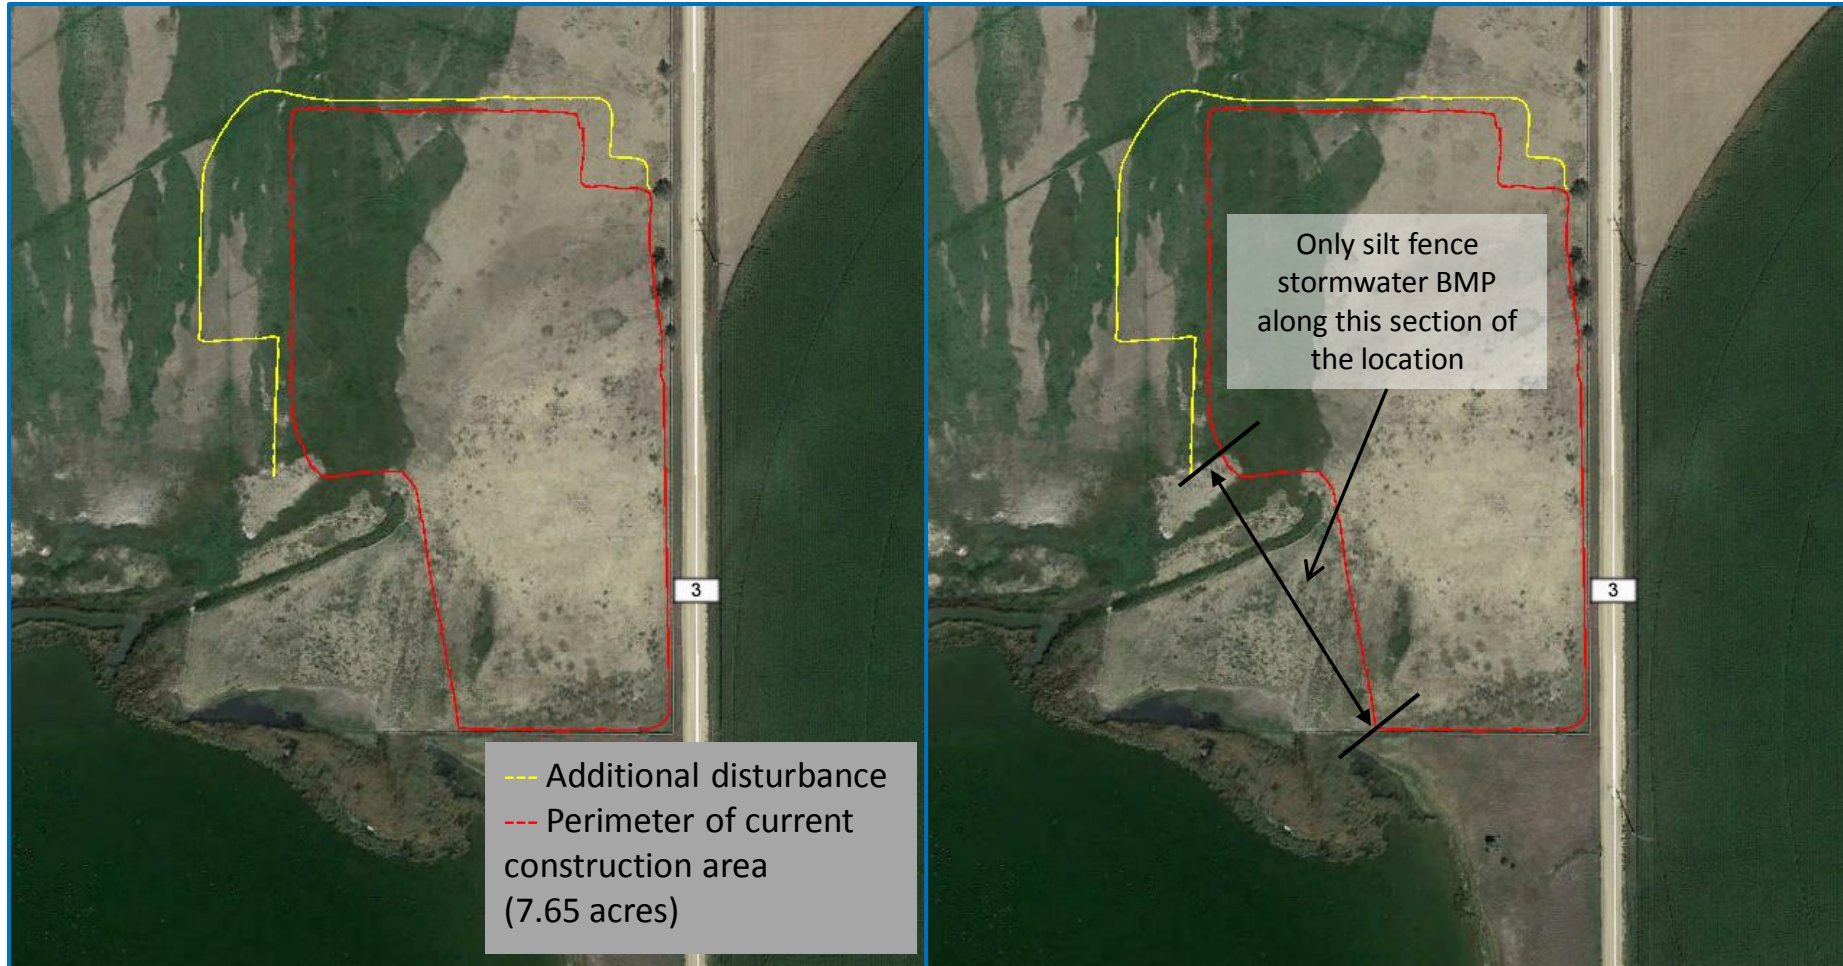 3
--- Additional disturbance
--- Perimeter of current
construction area
(7.65 acres)
Only silt fence
stormwater BMP
along this section of
the location
3